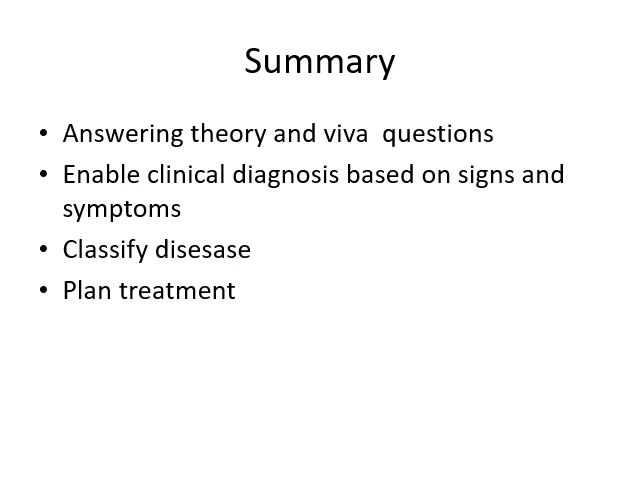 Summary
• Answering theory and viva  questions
• Enable clinical diagnosis based on signs and
symptoms
• Classify disesase
• Plan treatment